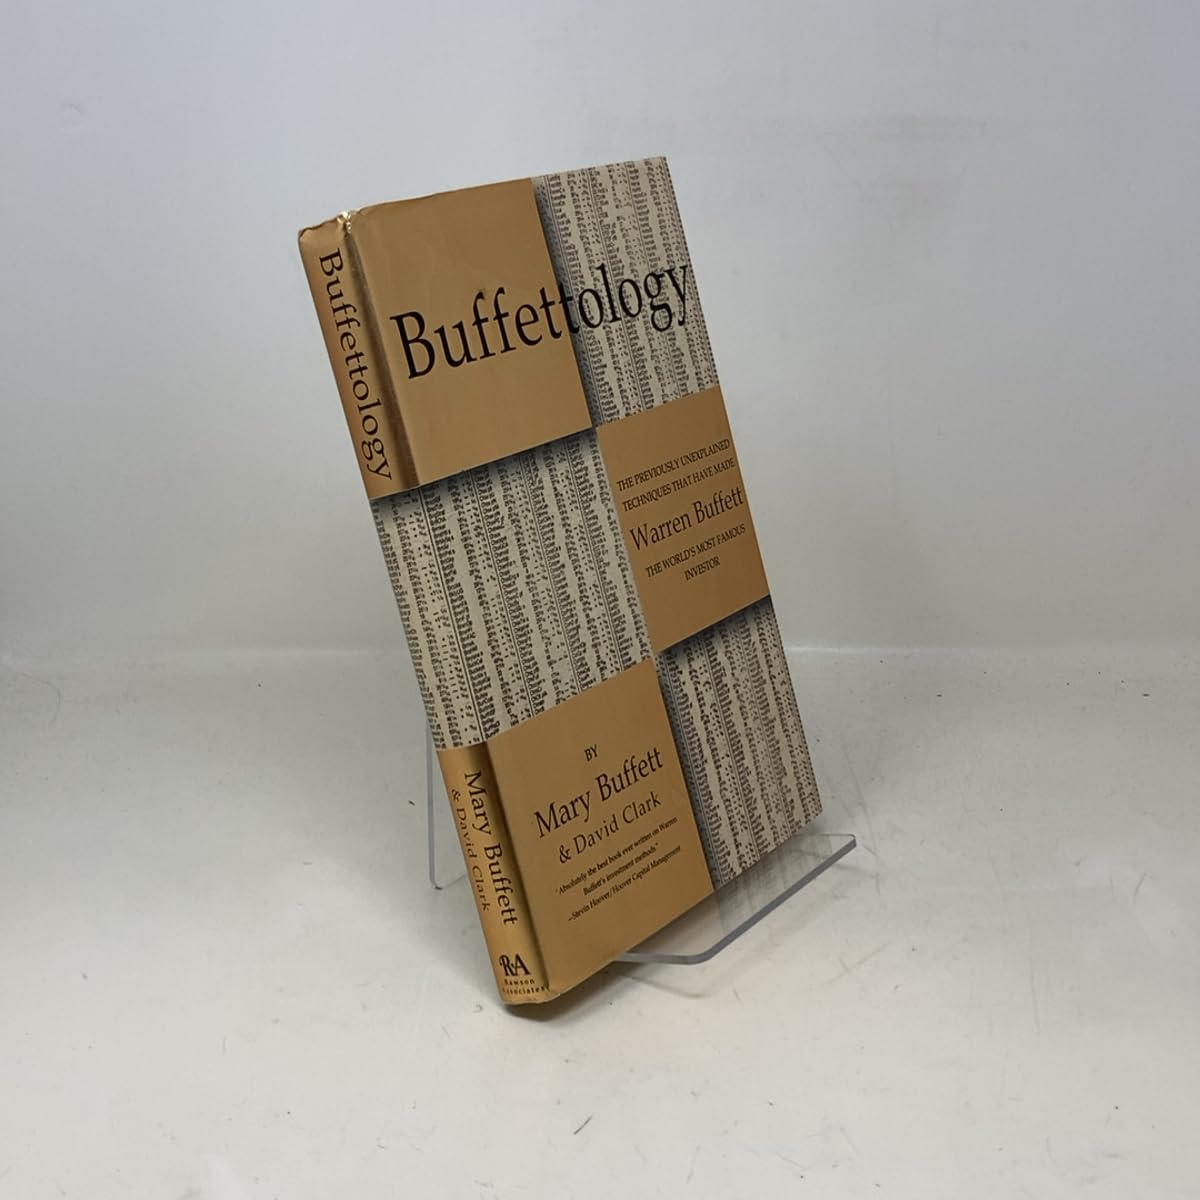 Buffettology
THE PREVIOUSLY UNEXPLAINED
TECHNIQUES THAT HAVE MADE
Warren Buffett
THE WORLD'S MOST FAMOUS
INVESTOR
BY
Mary Buffett
& David Clark
"Absolutely the best book ever written on Warren
Buffett's investment methods."
—Stevin Hoover/Hoover Capital Management
Buffettology
Mary Buffett
& David Clark
R&A
Rawson
Associates